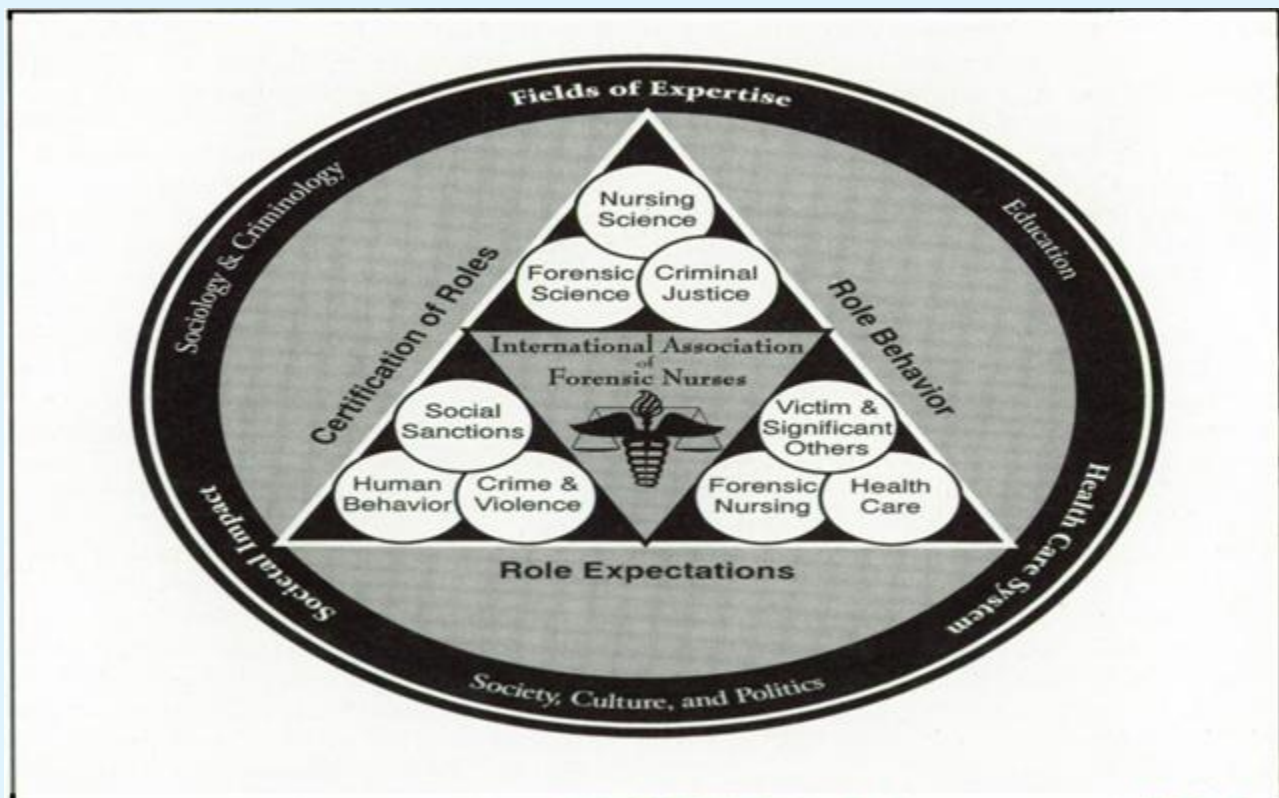 Fields of Expertise
Sociology & Criminology
Education
Nursing
Science
Forensic
Science
Criminal
Justice
Certification of Roles
Role Behavior
International Association
of
Forensic Nurses
Social
Sanctions
Human
Behavior
Crime &
Violence
Victim &
Significant
Others
Forensic
Nursing
Health
Care
Societal Impact
Health Care System
Role Expectations
Society, Culture, and Politics